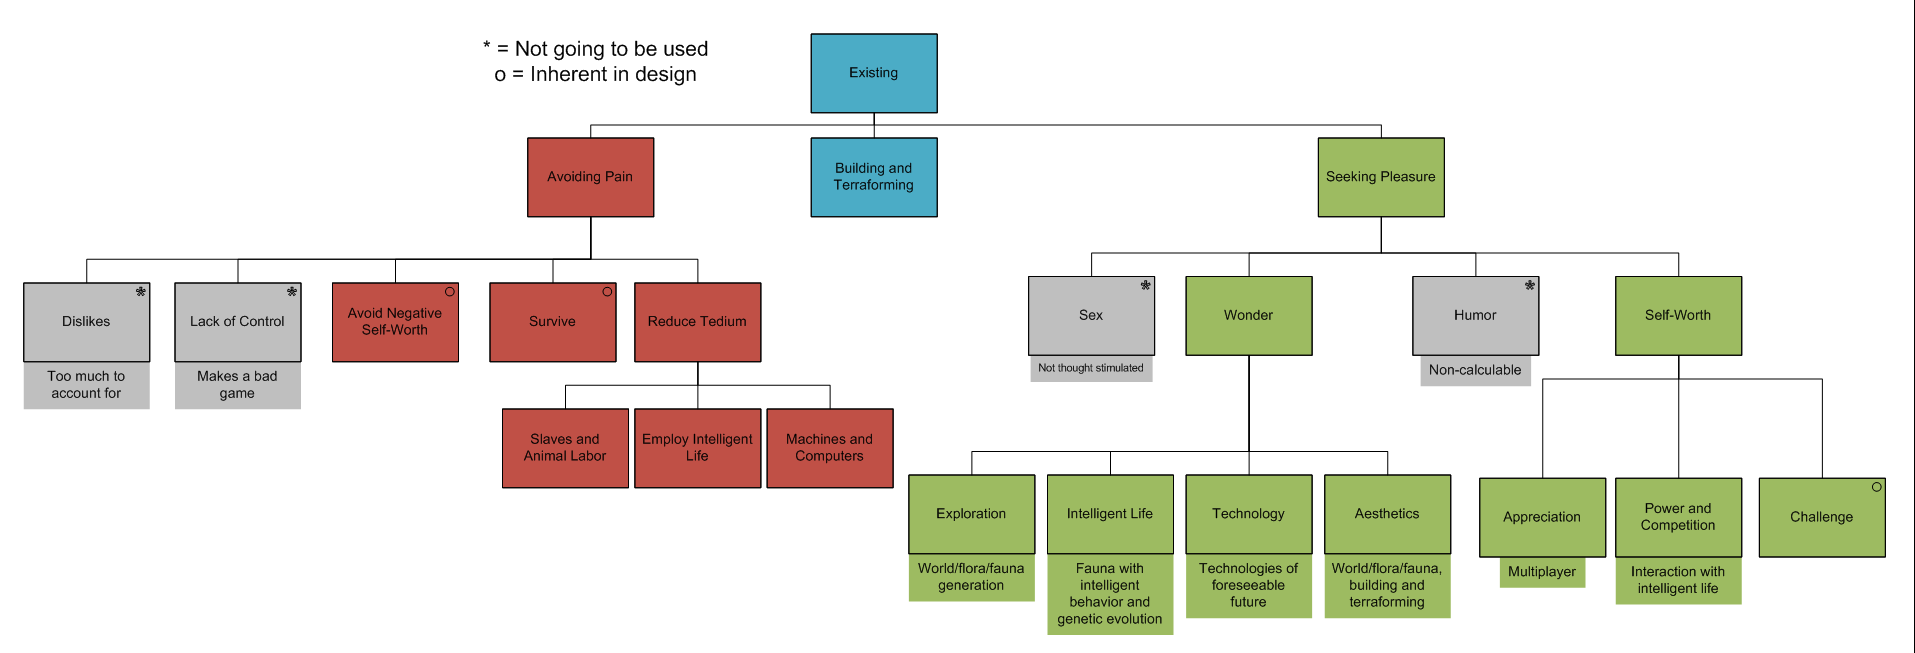 * = Not going to be used
o = Inherent in design
Existing
Avoiding Pain
Building and
Terraforming
Seeking Pleasure
Dislikes
*
Too much to
account for
Lack of Control
*
Makes a bad
game
Avoid Negative
Self-Worth
o
Survive
o
Reduce Tedium
Sex
*
Not thought stimulated
Wonder
Humor
*
Non-calculable
Self-Worth
Slaves and
Animal Labor
Employ Intelligent
Life
Machines and
Computers
Exploration
World/flora/fauna
generation
Intelligent Life
Fauna with
intelligent
behavior and
genetic evolution
Technology
Technologies of
foreseeable
future
Aesthetics
World/flora/fauna,
building and
terraforming
Appreciation
Multiplayer
Power and
Competition
Interaction with
intelligent life
Challenge
o